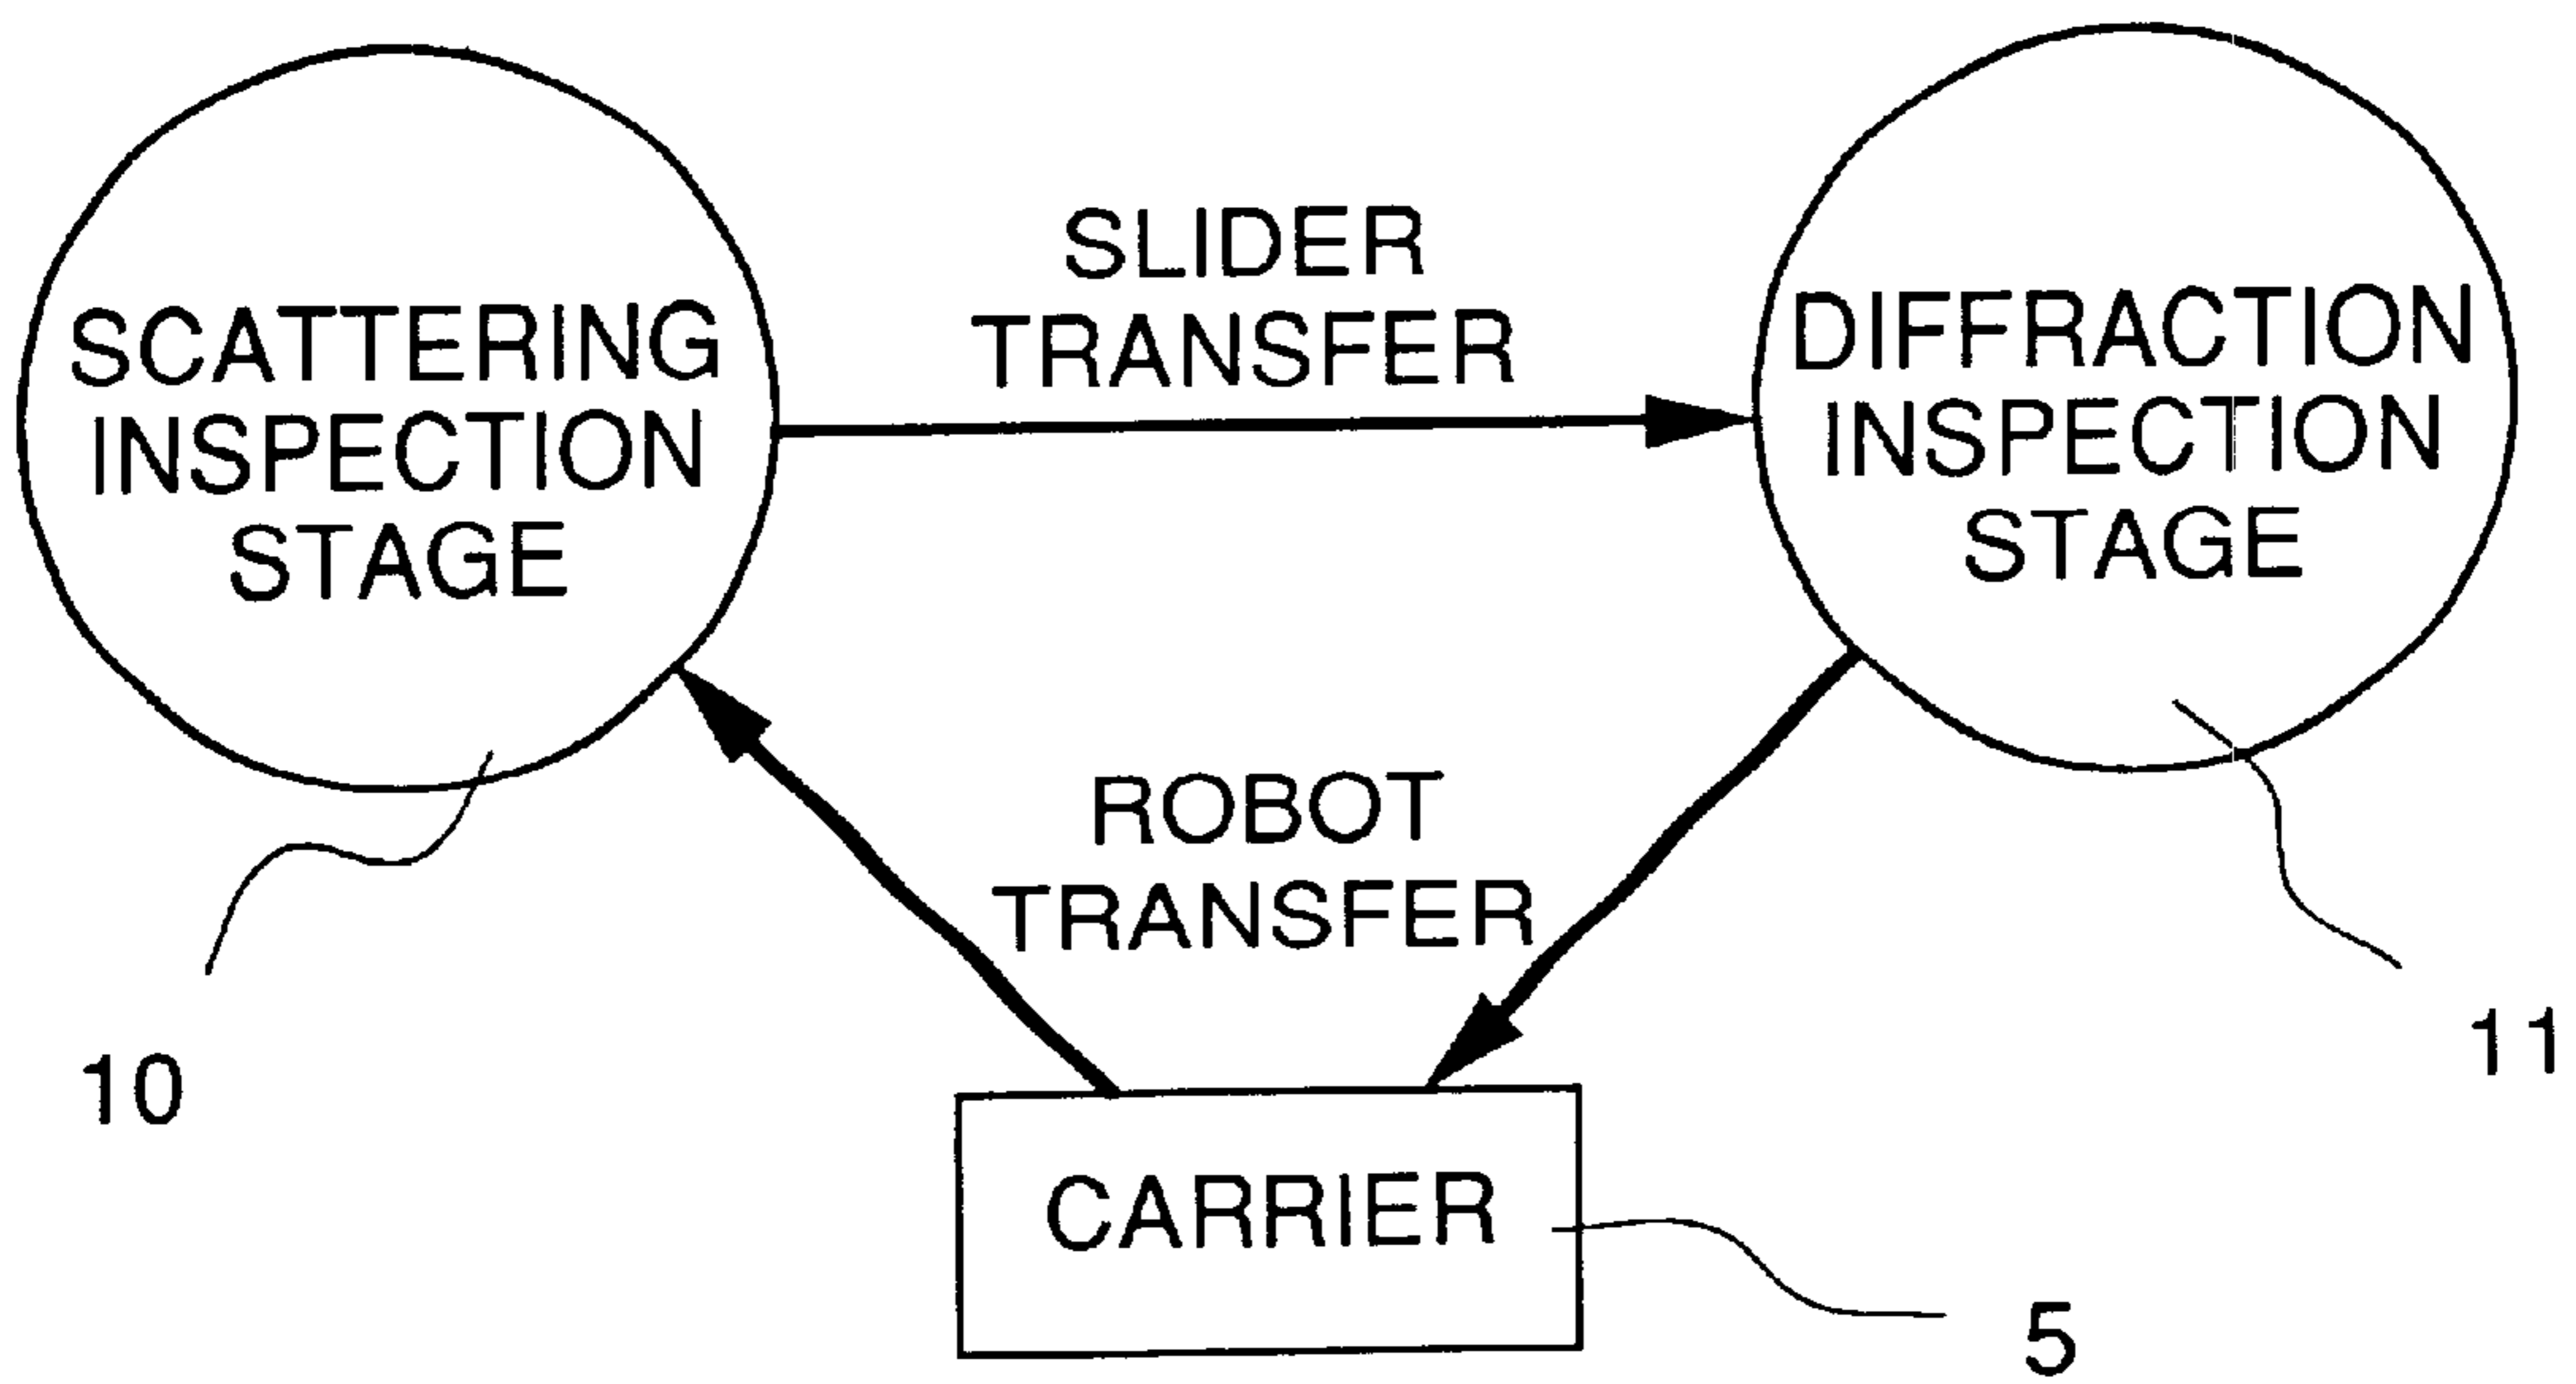 SLIDER
TRANSFER
SCATTERING
INSPECTION
STAGE
DIFFRACTION
INSPECTION
STAGE
ROBOT
TRANSFER
10
11
CARRIER
5